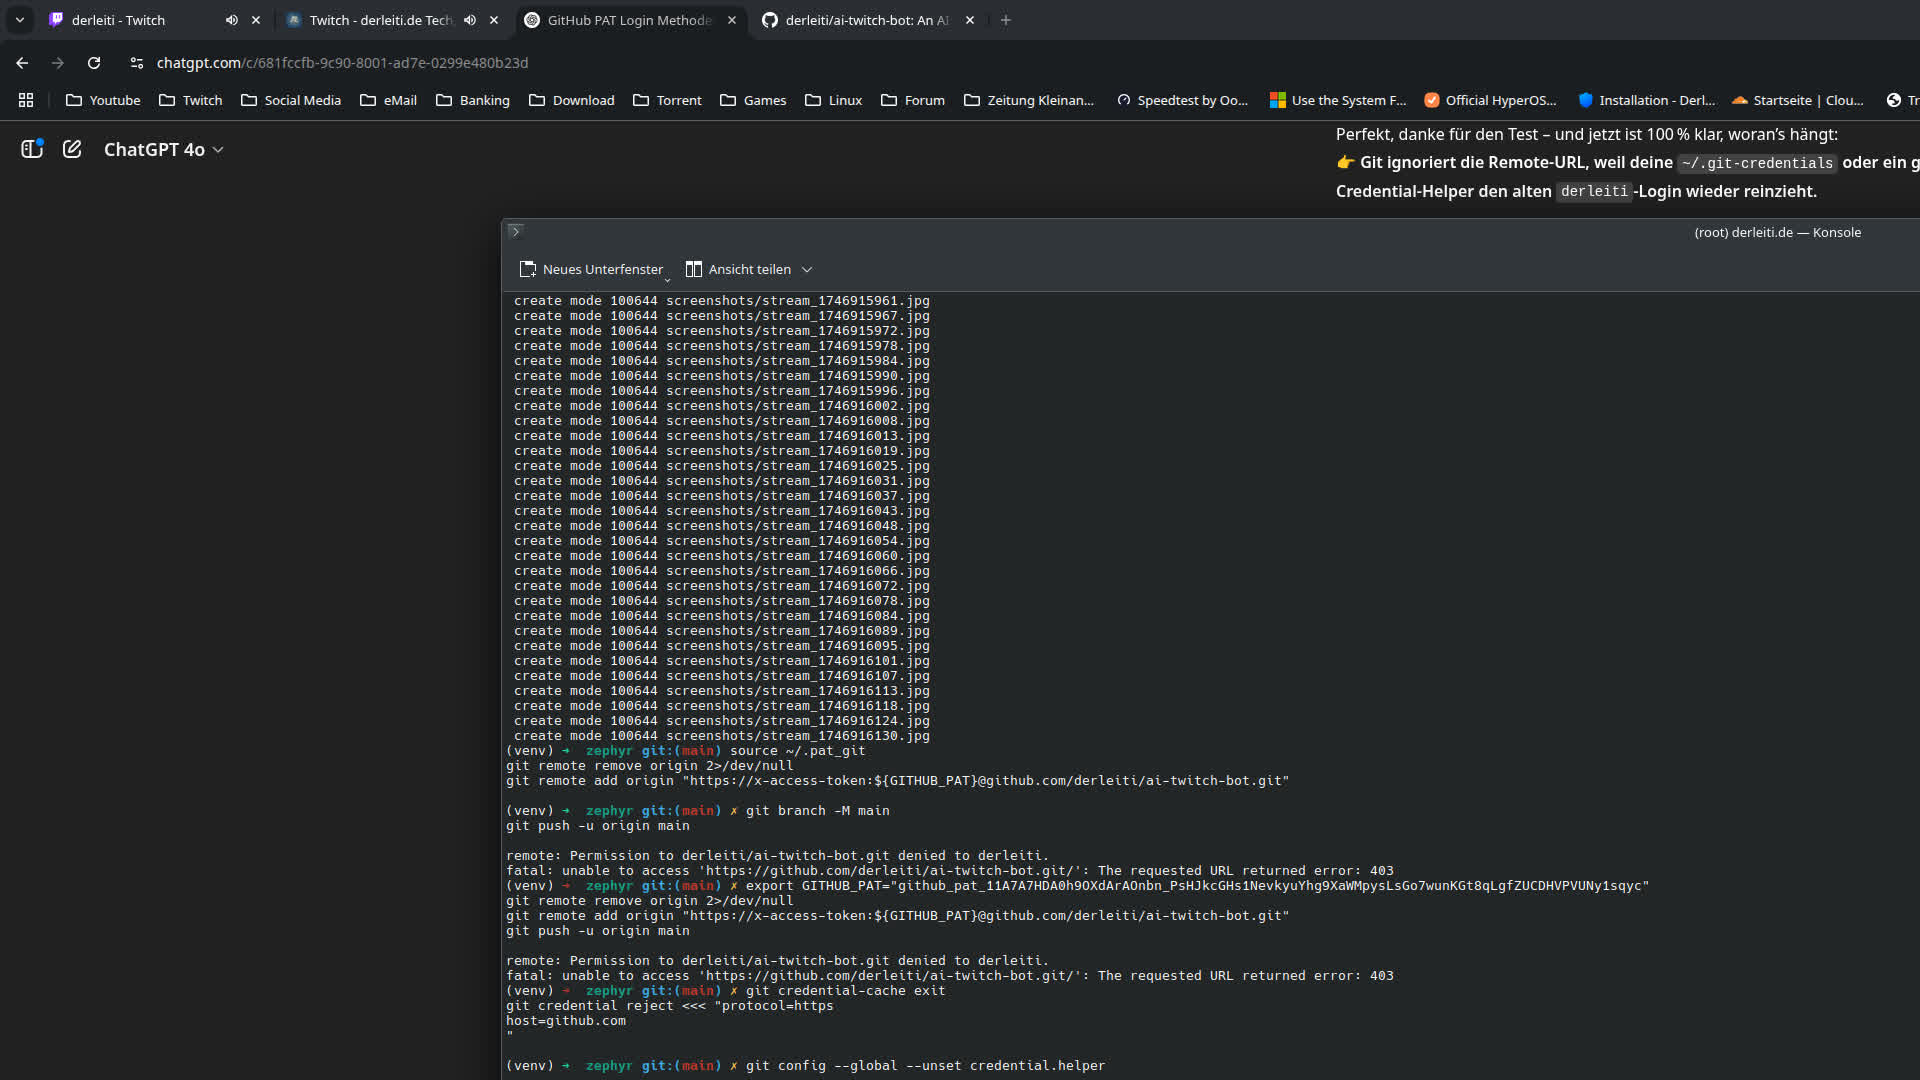 derleiti - Twitch
Twitch - derleiti.de Tech
GitHub PAT Login Methode
derleiti/ai-twitch-bot: An AI
chatgpt.com/c/681fccfb-9c90-8001-ad7e-0299e480b23d
Youtube Twitch Social Media eMail Banking Download Torrent Games Linux Forum Zeitung Kleinan... Speedtest by Oo... Use the System F... Official HyperOS... Installation - Derl... Startseite | Clou... Tr
ChatGPT 4o
Perfekt, danke für den Test – und jetzt ist 100 % klar, woran's hängt:
👉 Git ignoriert die Remote-URL, weil deine ~/.git-credentials oder ein g
Credential-Helper den alten derleiti-Login wieder reinzieht.
(root) derleiti.de — Konsole
Neues Unterfenster Ansicht teilen
create mode 100644 screenshots/stream_1746915961.jpg
create mode 100644 screenshots/stream_1746915967.jpg
create mode 100644 screenshots/stream_1746915972.jpg
create mode 100644 screenshots/stream_1746915978.jpg
create mode 100644 screenshots/stream_1746915984.jpg
create mode 100644 screenshots/stream_1746915990.jpg
create mode 100644 screenshots/stream_1746915996.jpg
create mode 100644 screenshots/stream_1746916002.jpg
create mode 100644 screenshots/stream_1746916008.jpg
create mode 100644 screenshots/stream_1746916013.jpg
create mode 100644 screenshots/stream_1746916019.jpg
create mode 100644 screenshots/stream_1746916025.jpg
create mode 100644 screenshots/stream_1746916031.jpg
create mode 100644 screenshots/stream_1746916037.jpg
create mode 100644 screenshots/stream_1746916043.jpg
create mode 100644 screenshots/stream_1746916048.jpg
create mode 100644 screenshots/stream_1746916054.jpg
create mode 100644 screenshots/stream_1746916060.jpg
create mode 100644 screenshots/stream_1746916066.jpg
create mode 100644 screenshots/stream_1746916072.jpg
create mode 100644 screenshots/stream_1746916078.jpg
create mode 100644 screenshots/stream_1746916084.jpg
create mode 100644 screenshots/stream_1746916089.jpg
create mode 100644 screenshots/stream_1746916095.jpg
create mode 100644 screenshots/stream_1746916101.jpg
create mode 100644 screenshots/stream_1746916107.jpg
create mode 100644 screenshots/stream_1746916113.jpg
create mode 100644 screenshots/stream_1746916118.jpg
create mode 100644 screenshots/stream_1746916124.jpg
create mode 100644 screenshots/stream_1746916130.jpg
(venv) ➜ zephyr git:(main) source ~/.pat_git
git remote remove origin 2>/dev/null
git remote add origin "https://x-access-token:${GITHUB_PAT}@github.com/derleiti/ai-twitch-bot.git"
(venv) ➜ zephyr git:(main) ✗ git branch -M main
git push -u origin main
remote: Permission to derleiti/ai-twitch-bot.git denied to derleiti.
fatal: unable to access 'https://github.com/derleiti/ai-twitch-bot.git/': The requested URL returned error: 403
(venv) ➜ zephyr git:(main) ✗ export GITHUB_PAT="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"
git remote remove origin 2>/dev/null
git remote add origin "https://x-access-token:${GITHUB_PAT}@github.com/derleiti/ai-twitch-bot.git"
git push -u origin main
remote: Permission to derleiti/ai-twitch-bot.git denied to derleiti.
fatal: unable to access 'https://github.com/derleiti/ai-twitch-bot.git/': The requested URL returned error: 403
(venv) ➜ zephyr git:(main) ✗ git credential-cache exit
git credential reject <<< "protocol=https
host=github.com
"
(venv) ➜ zephyr git:(main) ✗ git config --global --unset credential.helper